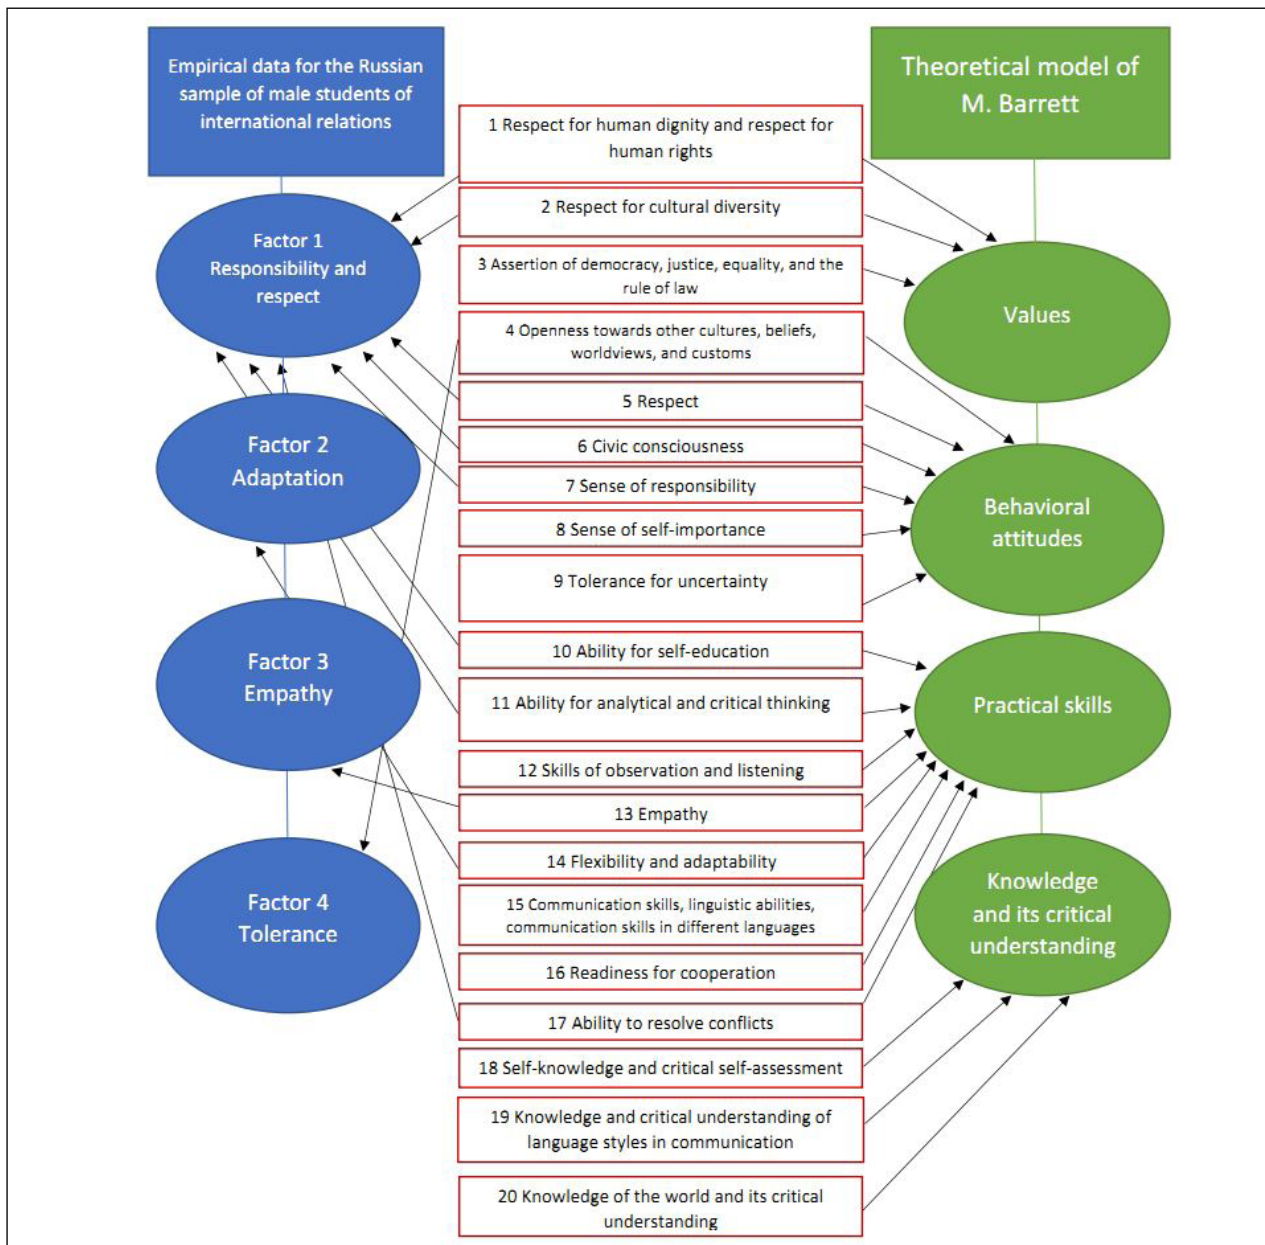 Empirical data for the Russian
sample of male students of
international relations
Factor 1
Responsibility and
respect
Factor 2
Adaptation
Factor 3
Empathy
Factor 4
Tolerance
1 Respect for human dignity and respect for
human rights
2 Respect for cultural diversity
3 Assertion of democracy, justice, equality, and the
rule of law
4 Openness towards other cultures, beliefs,
worldviews, and customs
5 Respect
6 Civic consciousness
7 Sense of responsibility
8 Sense of self-importance
9 Tolerance for uncertainty
10 Ability for self-education
11 Ability for analytical and critical thinking
12 Skills of observation and listening
13 Empathy
14 Flexibility and adaptability
15 Communication skills, linguistic abilities,
communication skills in different languages
16 Readiness for cooperation
17 Ability to resolve conflicts
18 Self-knowledge and critical self-assessment
19 Knowledge and critical understanding of
language styles in communication
20 Knowledge of the world and its critical
understanding
Theoretical model of
M. Barrett
Values
Behavioral
attitudes
Practical skills
Knowledge
and its critical
understanding